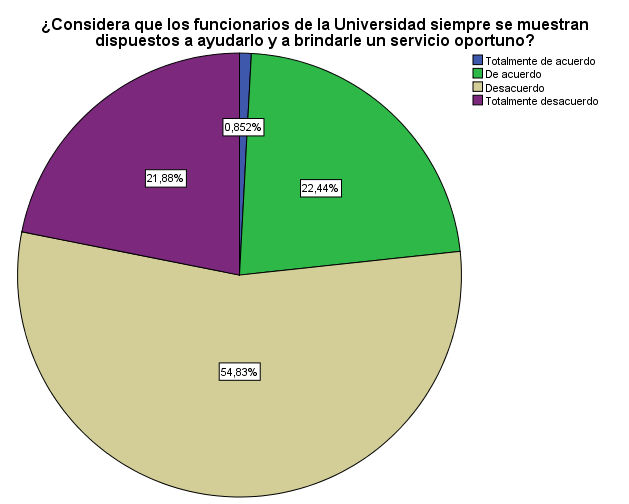 ¿Considera que los funcionarios de la Universidad siempre se muestran
dispuestos a ayudarlo y a brindarle un servicio oportuno?
Totalmente de acuerdo
De acuerdo
Desacuerdo
Totalmente desacuerdo
0,852%
21,88%
22,44%
54,83%